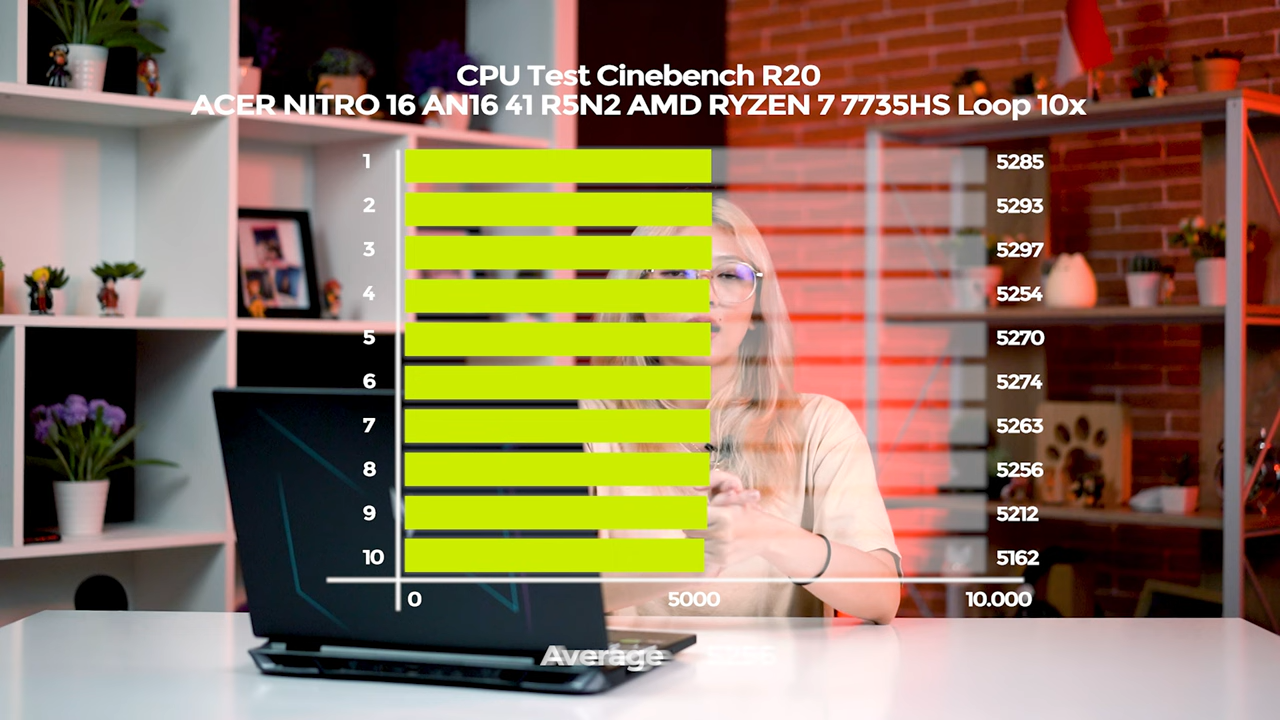 CPU Test Cinebench R20
ACER NITRO 16 AN16 41 R5N2 AMD RYZEN 7 7735HS Loop 10x
1 5285
2 5293
3 5297
4 5254
5 5270
6 5274
7 5263
8 5256
9 5212
10 5162
0 5000 10.000
Average